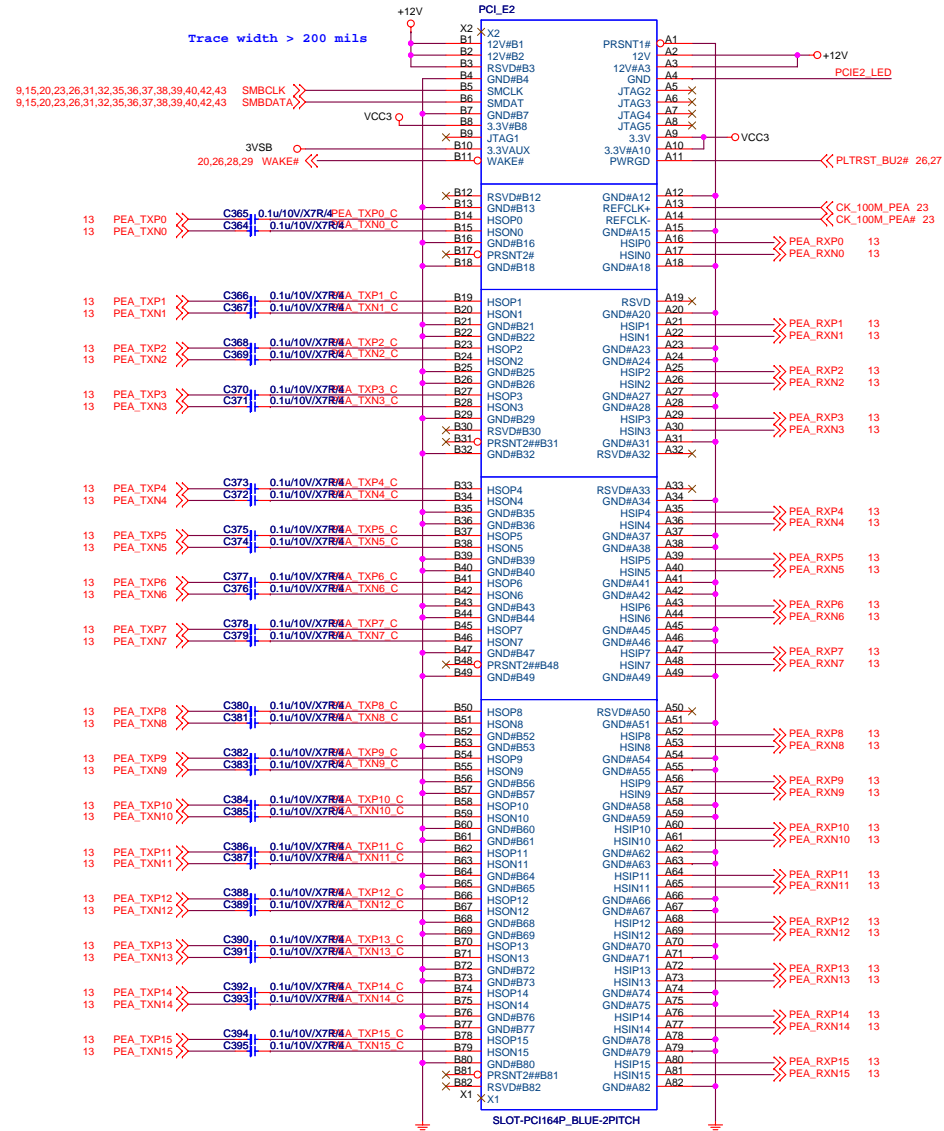 PCI_E2
+12V
Trace width > 200 mils
X2 X2
B1 12V#B1 PRSNT1# A1
B2 12V#B2 12V A2 +12V
B3 RSVD#B3 12V#A3 A3
B4 GND#B4 GND A4 PCIE2_LED
9,15,20,23,26,31,32,35,36,37,38,39,40,42,43 SMBCLK B5 SMCLK JTAG2 A5
9,15,20,23,26,31,32,35,36,37,38,39,40,42,43 SMBDATA B6 SMDAT JTAG3 A6
B7 GND#B7 JTAG4 A7
VCC3 B8 3.3V#B8 JTAG5 A8
B9 JTAG1 3.3V A9 VCC3
3VSB B10 3.3VAUX 3.3V#A10 A10
20,26,28,29 WAKE# B11 WAKE# PWRGD A11 PLTRST_BU2# 26,27
B12 RSVD#B12 GND#A12 A12
B13 GND#B13 REFCLK+ A13 CK_100M_PEA 23
13 PEA_TXP0 C365 0.1u/10V/X7R/4 PEA_TXP0_C B14 HSOP0 REFCLK- A14 CK_100M_PEA# 23
13 PEA_TXN0 C364 0.1u/10V/X7R/4 PEA_TXN0_C B15 HSON0 GND#A15 A15
B16 GND#B16 HSIP0 A16 PEA_RXP0 13
B17 PRSNT2# HSIN0 A17 PEA_RXN0 13
B18 GND#B18 GND#A18 A18
13 PEA_TXP1 C366 0.1u/10V/X7R/4 PEA_TXP1_C B19 HSOP1 RSVD A19
13 PEA_TXN1 C367 0.1u/10V/X7R/4 PEA_TXN1_C B20 HSON1 GND#A20 A20
B21 GND#B21 HSIP1 A21 PEA_RXP1 13
B22 GND#B22 HSIN1 A22 PEA_RXN1 13
13 PEA_TXP2 C368 0.1u/10V/X7R/4 PEA_TXP2_C B23 HSOP2 GND#A23 A23
13 PEA_TXN2 C369 0.1u/10V/X7R/4 PEA_TXN2_C B24 HSON2 GND#A24 A24
B25 GND#B25 HSIP2 A25 PEA_RXP2 13
B26 GND#B26 HSIN2 A26 PEA_RXN2 13
13 PEA_TXP3 C370 0.1u/10V/X7R/4 PEA_TXP3_C B27 HSOP3 GND#A27 A27
13 PEA_TXN3 C371 0.1u/10V/X7R/4 PEA_TXN3_C B28 HSON3 GND#A28 A28
B29 GND#B29 HSIP3 A29 PEA_RXP3 13
B30 RSVD#B30 HSIN3 A30 PEA_RXN3 13
B31 PRSNT2##B31 GND#A31 A31
B32 GND#B32 RSVD#A32 A32
13 PEA_TXP4 C373 0.1u/10V/X7R/4 PEA_TXP4_C B33 HSOP4 RSVD#A33 A33
13 PEA_TXN4 C372 0.1u/10V/X7R/4 PEA_TXN4_C B34 HSON4 GND#A34 A34
B35 GND#B35 HSIP4 A35 PEA_RXP4 13
B36 GND#B36 HSIN4 A36 PEA_RXN4 13
13 PEA_TXP5 C375 0.1u/10V/X7R/4 PEA_TXP5_C B37 HSOP5 GND#A37 A37
13 PEA_TXN5 C374 0.1u/10V/X7R/4 PEA_TXN5_C B38 HSON5 GND#A38 A38
B39 GND#B39 HSIP5 A39 PEA_RXP5 13
B40 GND#B40 HSIN5 A40 PEA_RXN5 13
13 PEA_TXP6 C377 0.1u/10V/X7R/4 PEA_TXP6_C B41 HSOP6 GND#A41 A41
13 PEA_TXN6 C376 0.1u/10V/X7R/4 PEA_TXN6_C B42 HSON6 GND#A42 A42
B43 GND#B43 HSIP6 A43 PEA_RXP6 13
B44 GND#B44 HSIN6 A44 PEA_RXN6 13
13 PEA_TXP7 C378 0.1u/10V/X7R/4 PEA_TXP7_C B45 HSOP7 GND#A45 A45
13 PEA_TXN7 C379 0.1u/10V/X7R/4 PEA_TXN7_C B46 HSON7 GND#A46 A46
B47 GND#B47 HSIP7 A47 PEA_RXP7 13
B48 PRSNT2##B48 HSIN7 A48 PEA_RXN7 13
B49 GND#B49 GND#A49 A49
13 PEA_TXP8 C380 0.1u/10V/X7R/4 PEA_TXP8_C B50 HSOP8 RSVD#A50 A50
13 PEA_TXN8 C381 0.1u/10V/X7R/4 PEA_TXN8_C B51 HSON8 GND#A51 A51
B52 GND#B52 HSIP8 A52 PEA_RXP8 13
B53 GND#B53 HSIN8 A53 PEA_RXN8 13
13 PEA_TXP9 C382 0.1u/10V/X7R/4 PEA_TXP9_C B54 HSOP9 GND#A54 A54
13 PEA_TXN9 C383 0.1u/10V/X7R/4 PEA_TXN9_C B55 HSON9 GND#A55 A55
B56 GND#B56 HSIP9 A56 PEA_RXP9 13
B57 GND#B57 HSIN9 A57 PEA_RXN9 13
13 PEA_TXP10 C384 0.1u/10V/X7R/4 PEA_TXP10_C B58 HSOP10 GND#A58 A58
13 PEA_TXN10 C385 0.1u/10V/X7R/4 PEA_TXN10_C B59 HSON10 GND#A59 A59
B60 GND#B60 HSIP10 A60 PEA_RXP10 13
B61 GND#B61 HSIN10 A61 PEA_RXN10 13
13 PEA_TXP11 C386 0.1u/10V/X7R/4 PEA_TXP11_C B62 HSOP11 GND#A62 A62
13 PEA_TXN11 C387 0.1u/10V/X7R/4 PEA_TXN11_C B63 HSON11 GND#A63 A63
B64 GND#B64 HSIP11 A64 PEA_RXP11 13
B65 GND#B65 HSIN11 A65 PEA_RXN11 13
13 PEA_TXP12 C388 0.1u/10V/X7R/4 PEA_TXP12_C B66 HSOP12 GND#A66 A66
13 PEA_TXN12 C389 0.1u/10V/X7R/4 PEA_TXN12_C B67 HSON12 GND#A67 A67
B68 GND#B68 HSIP12 A68 PEA_RXP12 13
B69 GND#B69 HSIN12 A69 PEA_RXN12 13
13 PEA_TXP13 C390 0.1u/10V/X7R/4 PEA_TXP13_C B70 HSOP13 GND#A70 A70
13 PEA_TXN13 C391 0.1u/10V/X7R/4 PEA_TXN13_C B71 HSON13 GND#A71 A71
B72 GND#B72 HSIP13 A72 PEA_RXP13 13
B73 GND#B73 HSIN13 A73 PEA_RXN13 13
13 PEA_TXP14 C392 0.1u/10V/X7R/4 PEA_TXP14_C B74 HSOP14 GND#A74 A74
13 PEA_TXN14 C393 0.1u/10V/X7R/4 PEA_TXN14_C B75 HSON14 GND#A75 A75
B76 GND#B76 HSIP14 A76 PEA_RXP14 13
B77 GND#B77 HSIN14 A77 PEA_RXN14 13
13 PEA_TXP15 C394 0.1u/10V/X7R/4 PEA_TXP15_C B78 HSOP15 GND#A78 A78
13 PEA_TXN15 C395 0.1u/10V/X7R/4 PEA_TXN15_C B79 HSON15 GND#A79 A79
B80 GND#B80 HSIP15 A80 PEA_RXP15 13
B81 PRSNT2##B81 HSIN15 A81 PEA_RXN15 13
B82 RSVD#B82 GND#A82 A82
X1 X1
SLOT-PCI164P_BLUE-2PITCH